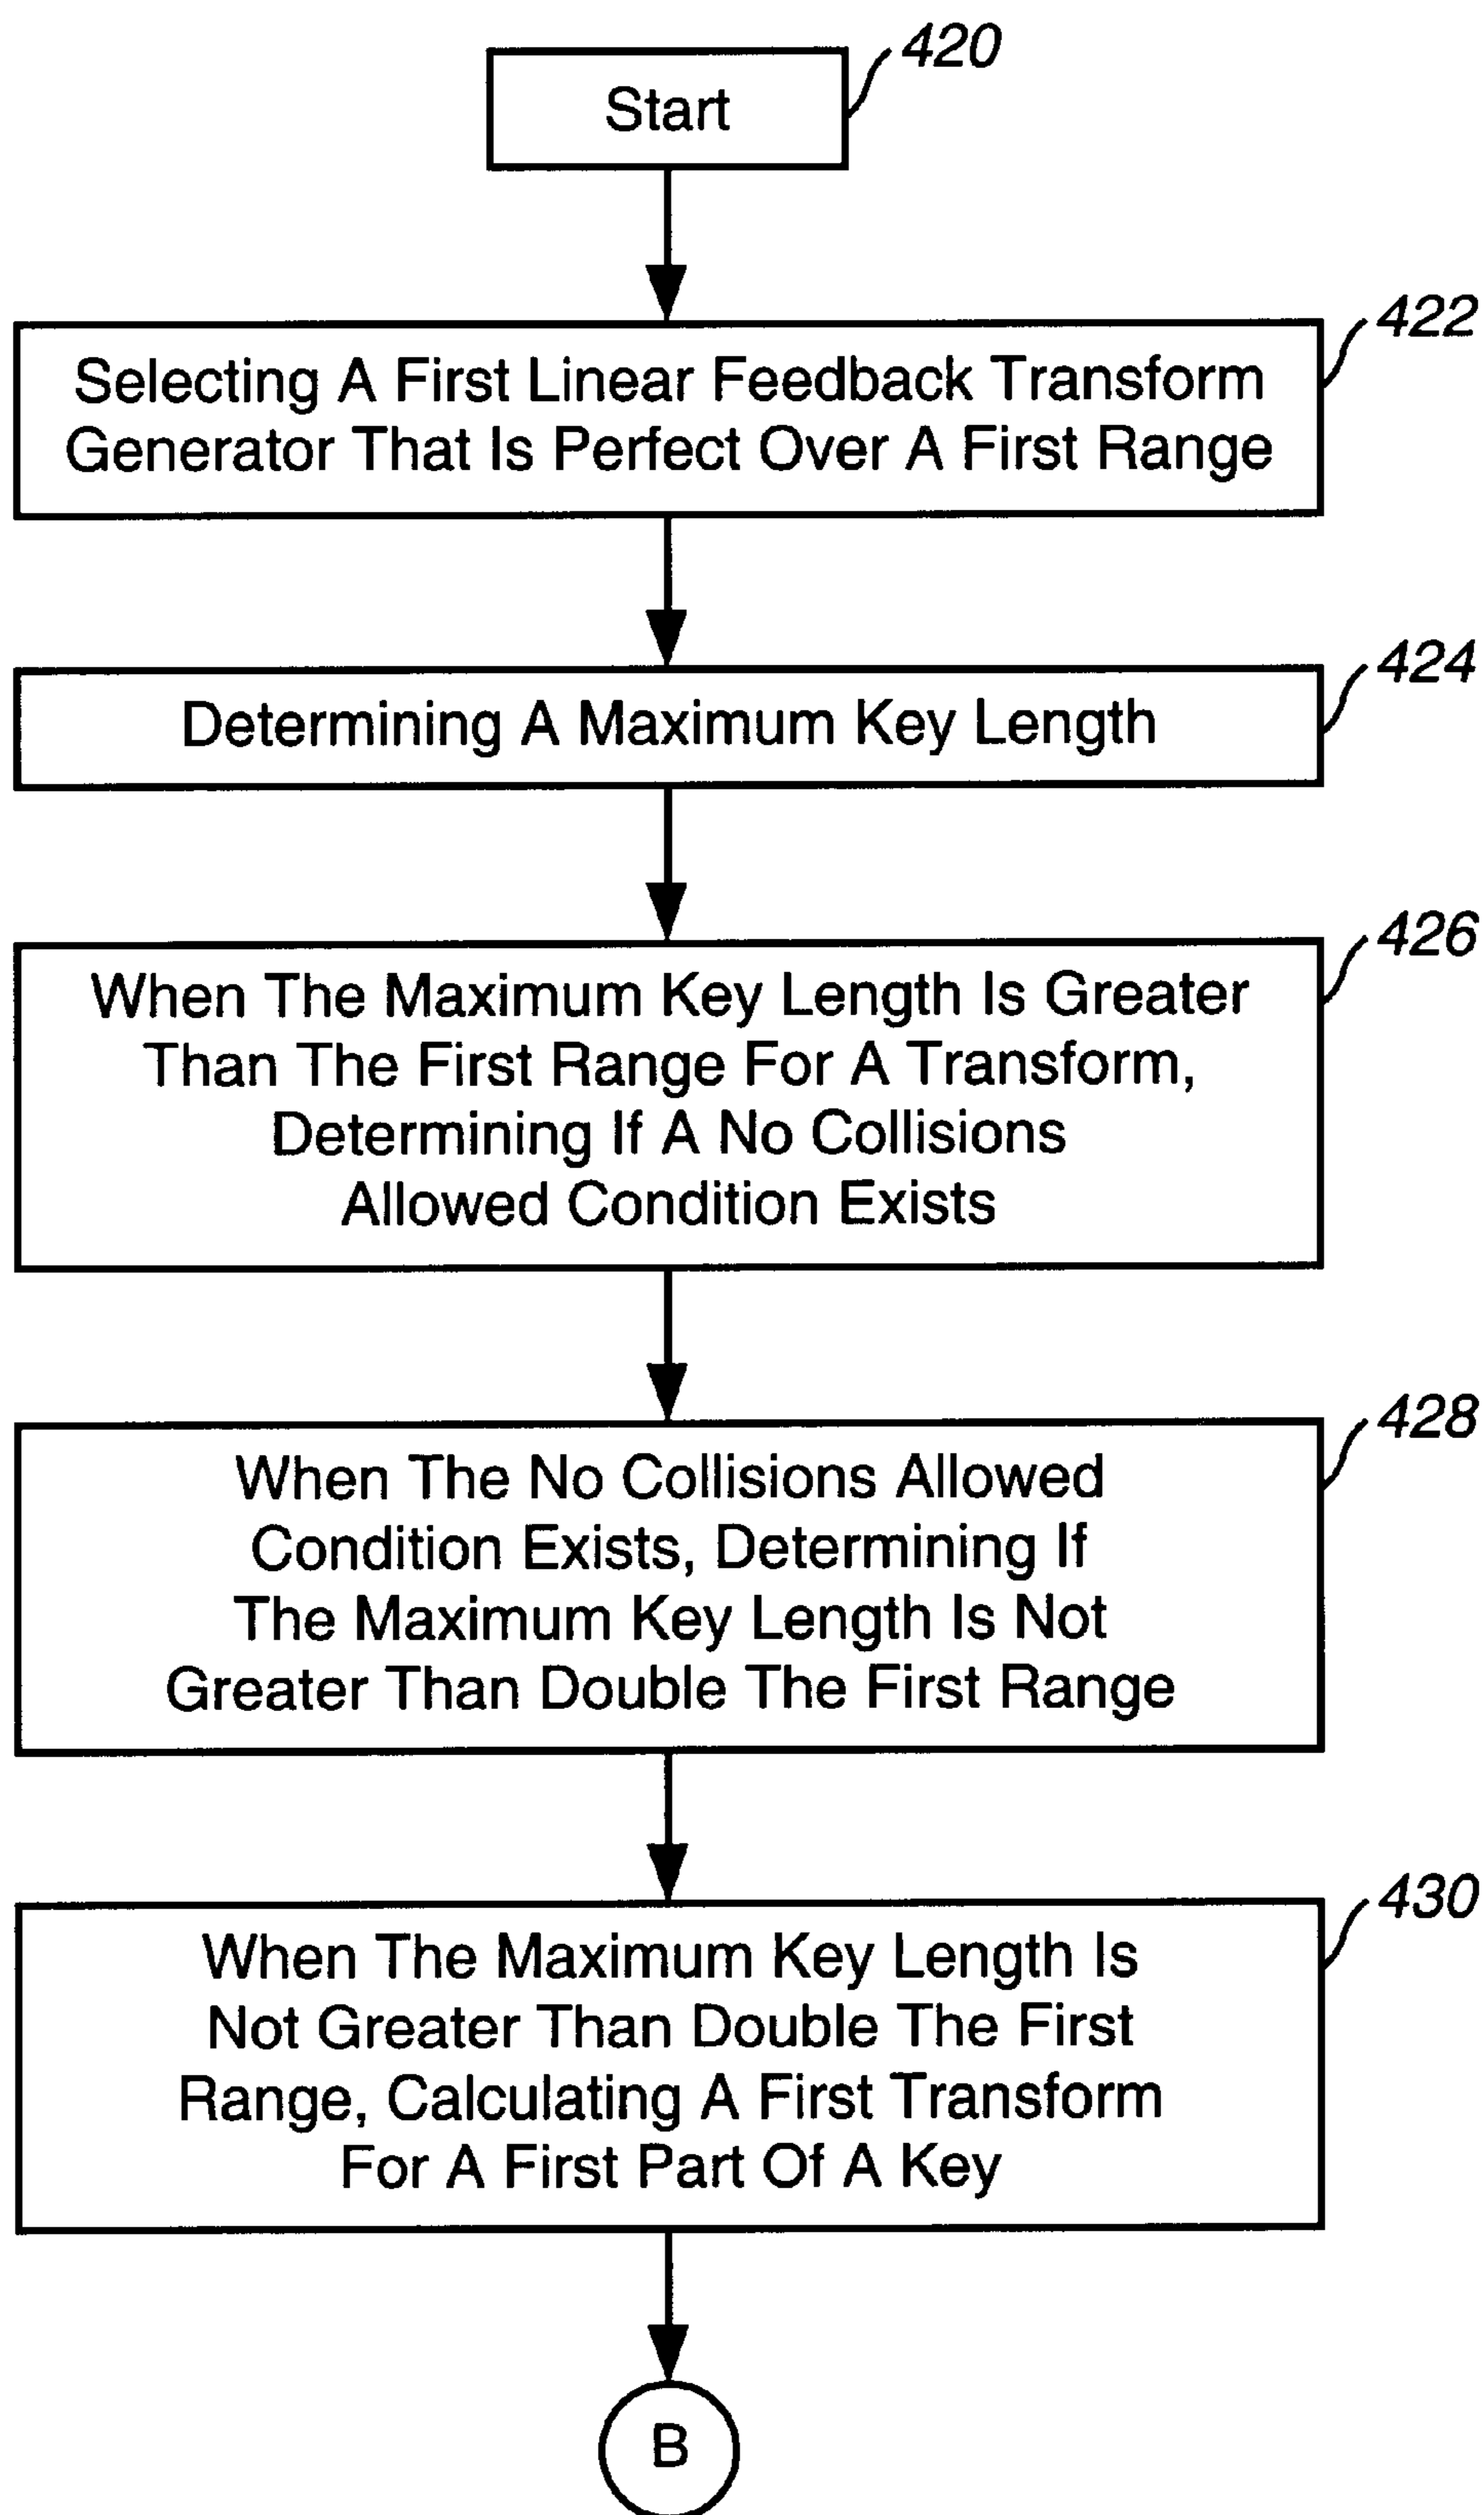 420
Start
422
Selecting A First Linear Feedback Transform
Generator That Is Perfect Over A First Range
424
Determining A Maximum Key Length
426
When The Maximum Key Length Is Greater
Than The First Range For A Transform,
Determining If A No Collisions
Allowed Condition Exists
428
When The No Collisions Allowed
Condition Exists, Determining If
The Maximum Key Length Is Not
Greater Than Double The First Range
430
When The Maximum Key Length Is
Not Greater Than Double The First
Range, Calculating A First Transform
For A First Part Of A Key
B